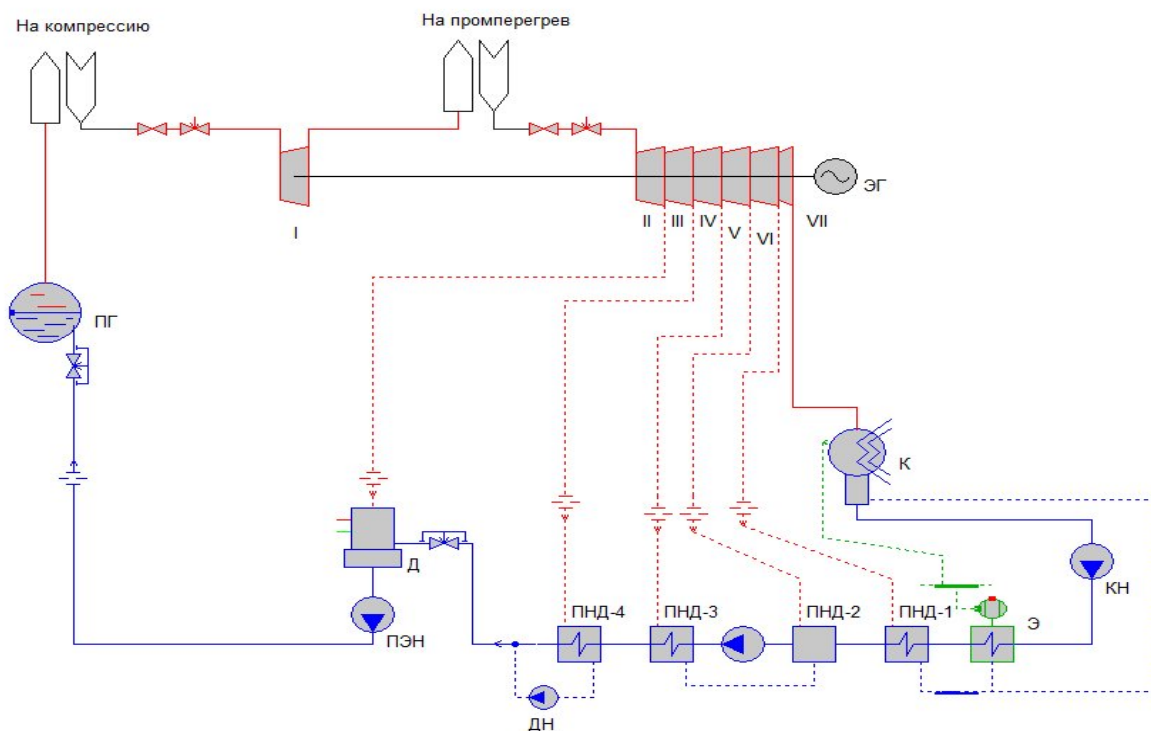 На компрессию
На промперегрев
ЭГ
I
II
III
IV
V
VI
VII
ПГ
К
Д
КН
ПНД-4
ПНД-3
ПНД-2
ПНД-1
Э
ПЭН
ДН